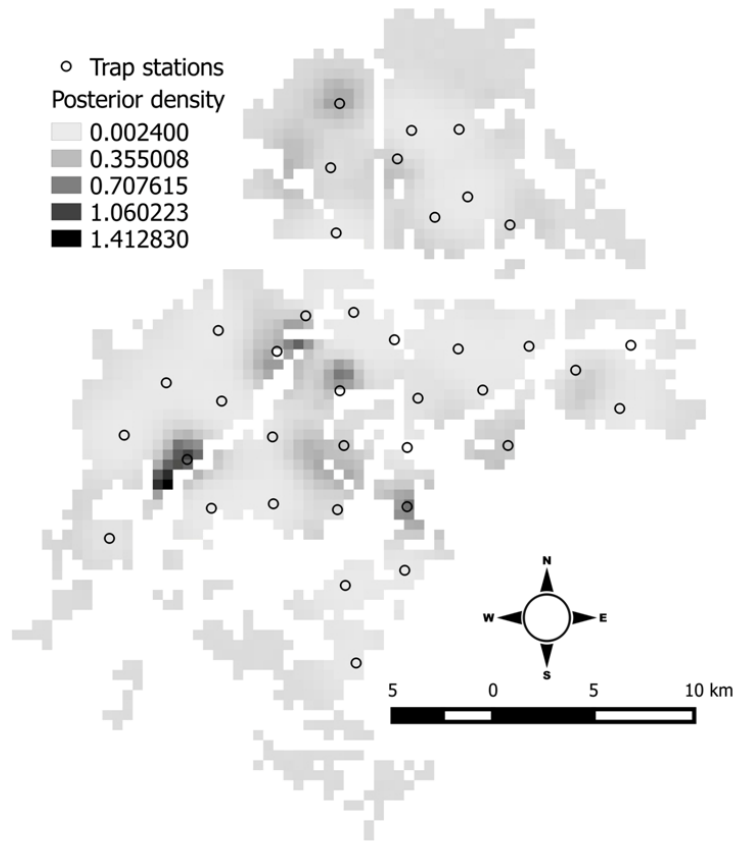 Trap stations
Posterior density
0.002400
0.355008
0.707615
1.060223
1.412830
N
W E
S
5 0 5 10 km